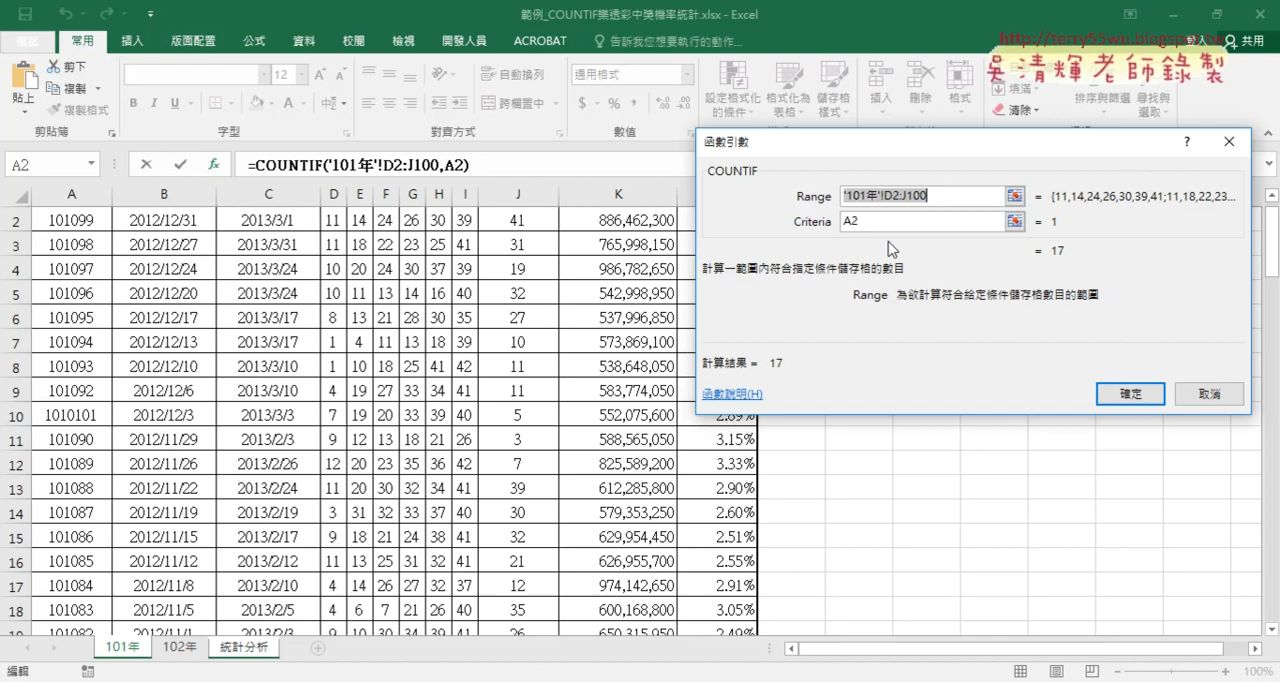 範例_COUNTIF樂透彩中獎機率統計.xlsx - Excel
常用 插入 版面配置 公式 資料 校閱 檢視 開發人員 ACROBAT 告訴我您想要執行的動作... 登入 共用
http://terry55wu.blogspot.tw
吳清輝老師錄製
剪下 12 自動換列 通用格式
貼上 複製 設定格式化的條件 格式化為表格 儲存格樣式 插入 刪除 格式 填滿 排序與篩選 尋找與選取
複製格式 B I U 跨欄置中 $ % 清除
剪貼簿 字型 對齊方式 數值
A2 fx =COUNTIF('101年'!D2:J100,A2)
A B C D E F G H I J K
2 101099 2012/12/31 2013/3/1 11 14 24 26 30 39 41 886,462,300
3 101098 2012/12/27 2013/3/31 11 18 22 23 25 41 31 765,998,150
4 101097 2012/12/24 2013/3/24 10 20 24 30 37 39 19 986,782,650
5 101096 2012/12/20 2013/3/24 10 11 13 14 16 40 32 542,998,950
6 101095 2012/12/17 2013/3/17 8 13 21 28 30 35 27 537,996,850
7 101094 2012/12/13 2013/3/17 1 4 11 13 18 39 10 573,869,100
8 101093 2012/12/10 2013/3/10 1 10 18 25 41 42 11 538,648,050
9 101092 2012/12/6 2013/3/10 4 19 27 33 34 41 11 583,774,050
10 1010101 2012/12/3 2013/3/3 7 19 20 33 39 40 5 552,075,600 2.89%
11 101090 2012/11/29 2013/2/3 9 12 13 18 21 26 3 588,565,050 3.15%
12 101089 2012/11/26 2013/2/26 12 20 23 35 36 42 7 825,589,200 3.33%
13 101088 2012/11/22 2013/2/24 11 20 30 32 34 41 39 612,285,800 2.90%
14 101087 2012/11/19 2013/2/19 3 31 32 33 37 40 30 579,353,250 2.60%
15 101086 2012/11/15 2013/2/17 9 18 21 24 38 41 32 629,954,450 2.51%
16 101085 2012/11/12 2013/2/12 11 13 25 31 32 41 21 626,955,700 2.55%
17 101084 2012/11/8 2013/2/10 4 14 26 27 32 37 12 974,142,650 2.91%
18 101083 2012/11/5 2013/2/5 4 6 7 21 26 40 35 600,168,800 3.05%
101082 2012/11/1 2013/2/3 9 10 30 34 39 41 26 650,315,950 2.49%
函數引數 ?
COUNTIF
Range '101年'!D2:J100 = {11,14,24,26,30,39,41;11,18,22,23...
Criteria A2 = 1
= 17
計算一範圍內符合指定條件儲存格的數目
Range 為欲計算符合給定條件儲存格數目的範圍
計算結果 = 17
函數說明(H) 確定 取消
101年 102年 統計分析
編輯 100%